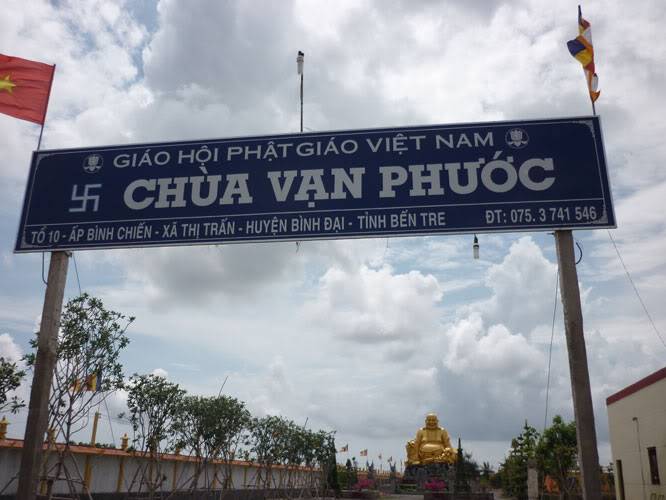 GIÁO HỘI PHẬT GIÁO VIỆT NAM
CHÙA VẠN PHƯỚC
TỔ 10 - ẤP BÌNH CHIẾN - XÃ THỊ TRẤN - HUYỆN BÌNH ĐẠI - TỈNH BẾN TRE ĐT: 075. 3 741 546